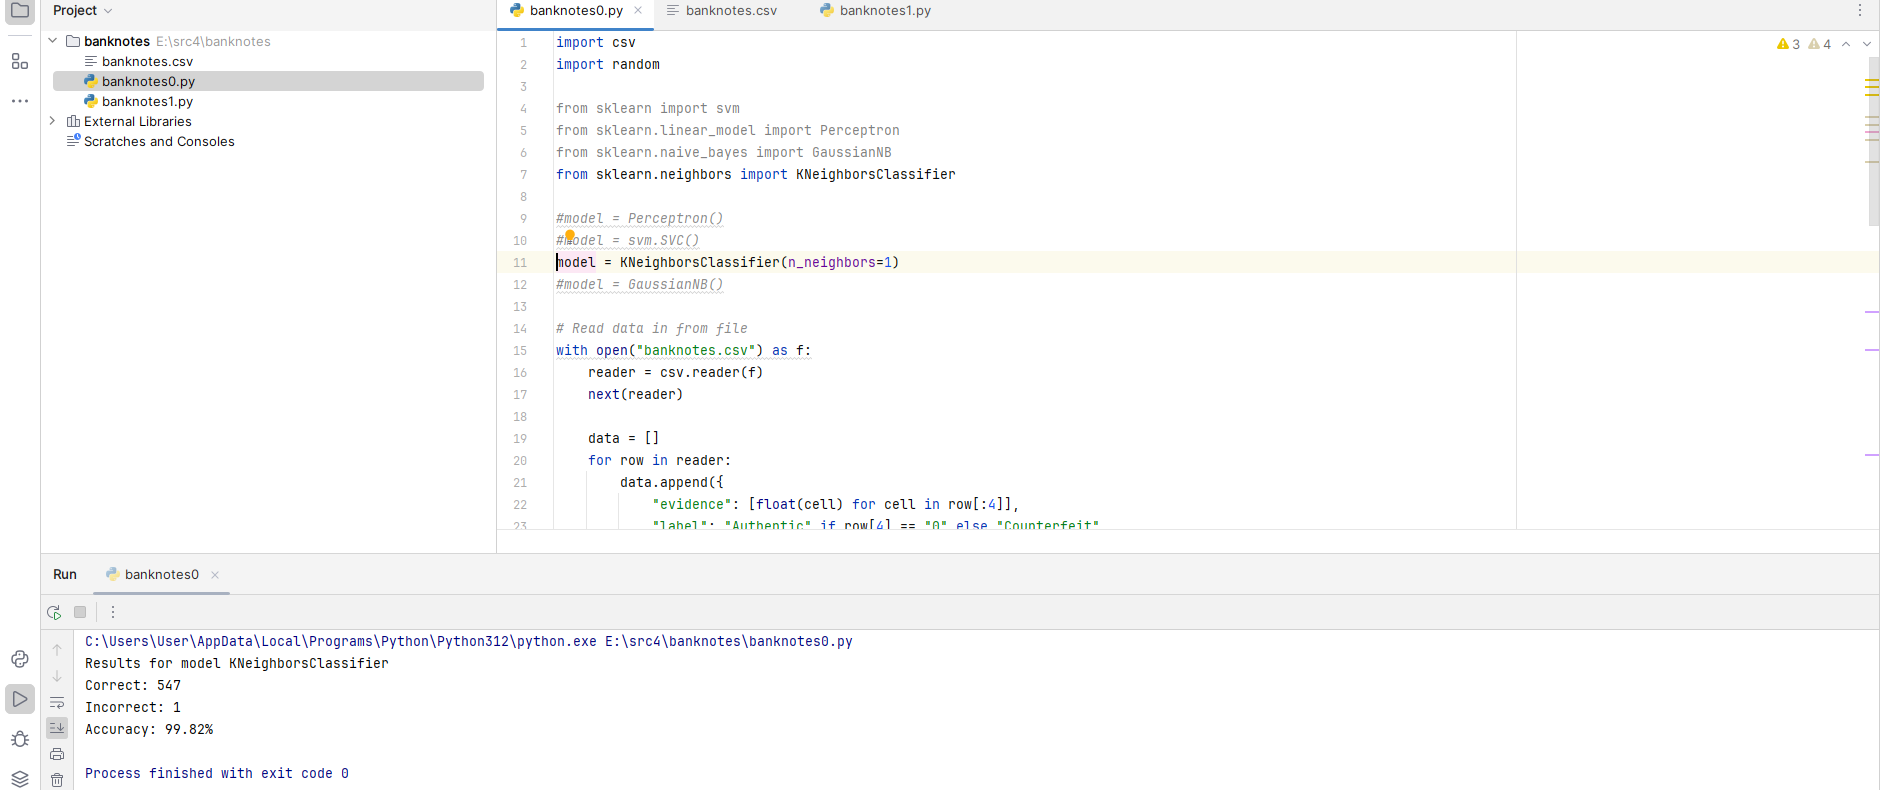 Project
banknotes0.py
banknotes.csv
banknotes1.py
banknotes E:\src4\banknotes
banknotes.csv
banknotes0.py
banknotes1.py
External Libraries
Scratches and Consoles
3 4
1 import csv
2 import random
3
4 from sklearn import svm
5 from sklearn.linear_model import Perceptron
6 from sklearn.naive_bayes import GaussianNB
7 from sklearn.neighbors import KNeighborsClassifier
8
9 #model = Perceptron()
10 #model = svm.SVC()
11 model = KNeighborsClassifier(n_neighbors=1)
12 #model = GaussianNB()
13
14 # Read data in from file
15 with open("banknotes.csv") as f:
16 reader = csv.reader(f)
17 next(reader)
18
19 data = []
20 for row in reader:
21 data.append({
22 "evidence": [float(cell) for cell in row[:4]],
23 "label": "Authentic" if row[4] == "0" else "Counterfeit"
Run
banknotes0
C:\Users\User\AppData\Local\Programs\Python\Python312\python.exe E:\src4\banknotes\banknotes0.py
Results for model KNeighborsClassifier
Correct: 547
Incorrect: 1
Accuracy: 99.82%
Process finished with exit code 0